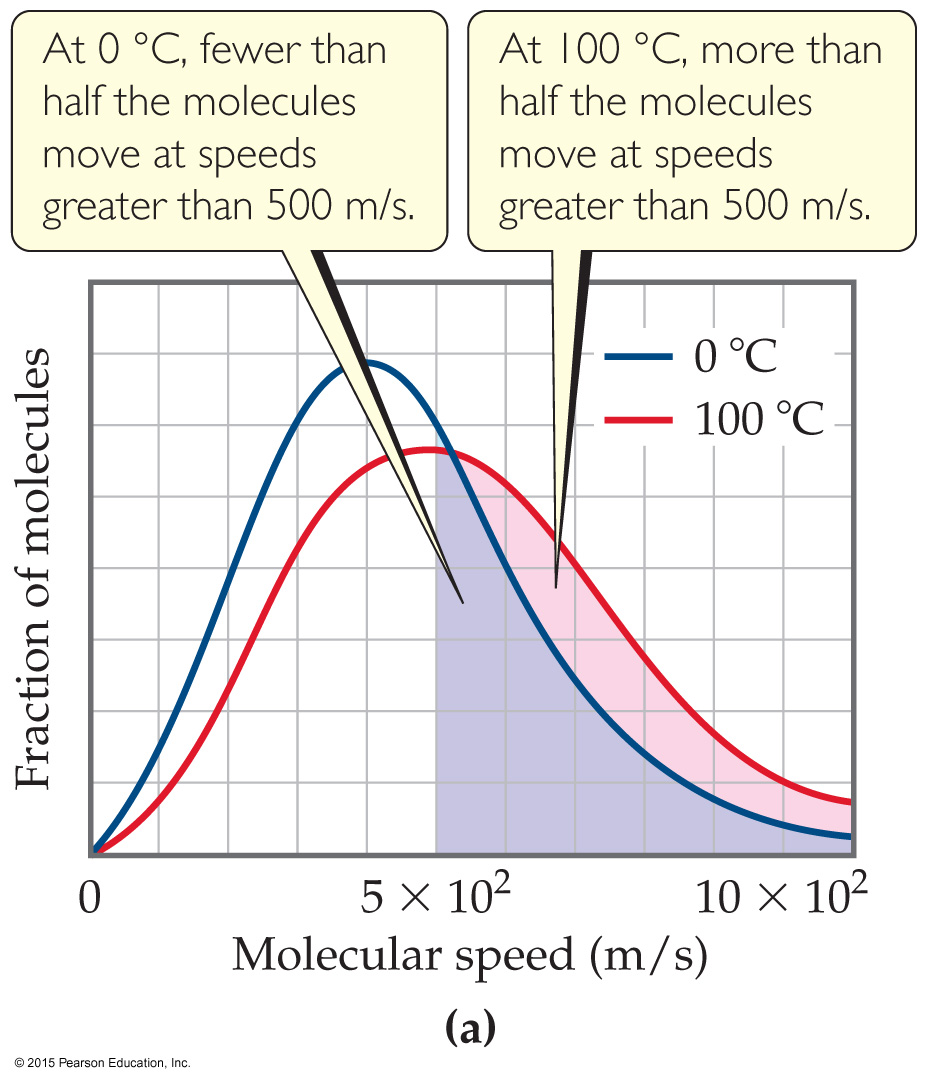 At 0 °C, fewer than
half the molecules
move at speeds
greater than 500 m/s.
At 100 °C, more than
half the molecules
move at speeds
greater than 500 m/s.
0 °C
100 °C
Fraction of molecules
0
5 × 10²
10 × 10²
Molecular speed (m/s)
(a)
© 2015 Pearson Education, Inc.